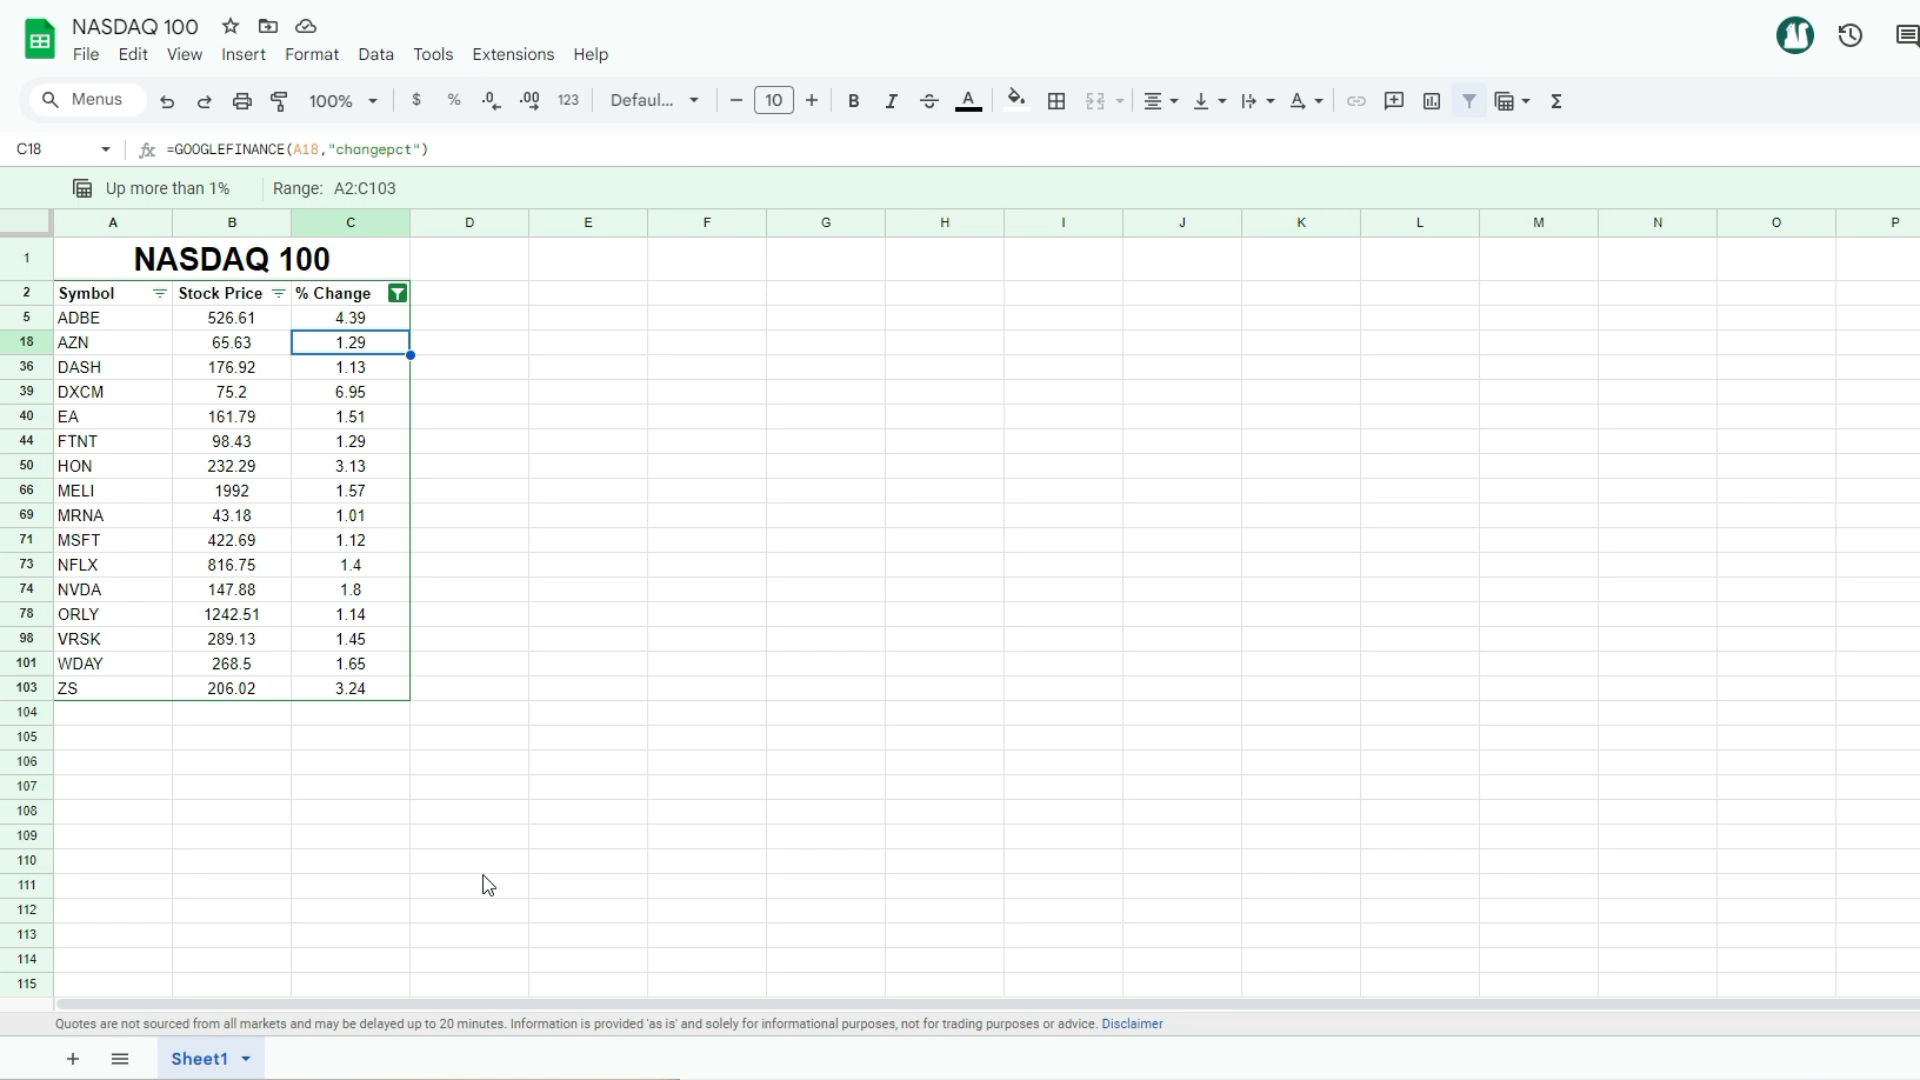 NASDAQ 100
File Edit View Insert Format Data Tools Extensions Help
Menus 100% $ % .0 .00 123 Defaul... − 10 + B I S A Σ
C18 fx =GOOGLEFINANCE(A18,"changepct")
Up more than 1% Range: A2:C103
A B C D E F G H I J K L M N O P
1 NASDAQ 100
2 Symbol Stock Price % Change
5 ADBE 526.61 4.39
18 AZN 65.63 1.29
36 DASH 176.92 1.13
39 DXCM 75.2 6.95
40 EA 161.79 1.51
44 FTNT 98.43 1.29
50 HON 232.29 3.13
66 MELI 1992 1.57
69 MRNA 43.18 1.01
71 MSFT 422.69 1.12
73 NFLX 816.75 1.4
74 NVDA 147.88 1.8
78 ORLY 1242.51 1.14
98 VRSK 289.13 1.45
101 WDAY 268.5 1.65
103 ZS 206.02 3.24
104
105
106
107
108
109
110
111
112
113
114
115
Quotes are not sourced from all markets and may be delayed up to 20 minutes. Information is provided 'as is' and solely for informational purposes, not for trading purposes or advice. Disclaimer
+ Sheet1